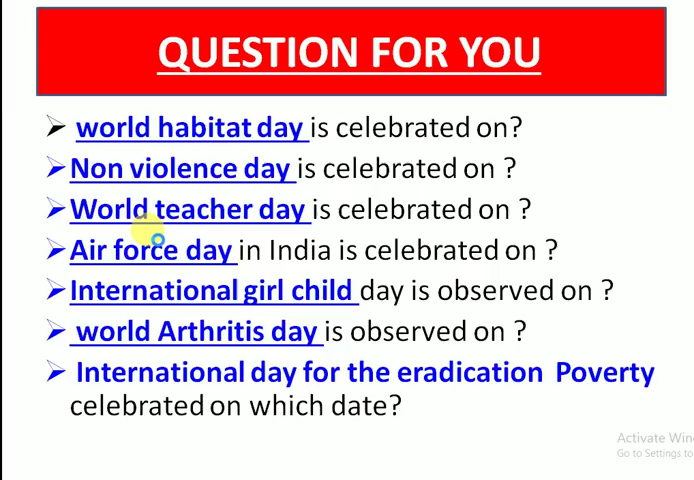 QUESTION FOR YOU
➢ world habitat day is celebrated on?
➢Non violence day is celebrated on ?
➢World teacher day is celebrated on ?
➢Air force day in India is celebrated on ?
➢International girl child day is observed on ?
➢ world Arthritis day is observed on ?
➢ International day for the eradication Poverty
celebrated on which date?
Activate Win
Go to Settings to